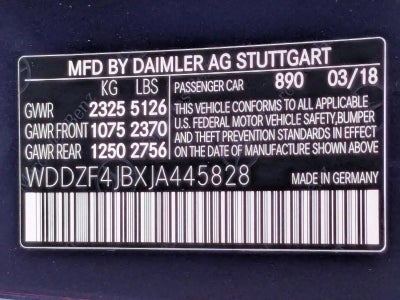 MFD BY DAIMLER AG STUTTGART
KG LBS
GWR 2325 5126
GAWR FRONT 1075 2370
GAWR REAR 1250 2756
PASSENGER CAR 890 03/18
THIS VEHICLE CONFORMS TO ALL APPLICABLE
U.S. FEDERAL MOTOR VEHICLE SAFETY,BUMPER
AND THEFT PREVENTION STANDARDS IN EFFECT
ON THE DATE OF MANUFACTURE SHOWN ABOVE.
WDDZF4JBXJA445828 MADE IN GERMANY